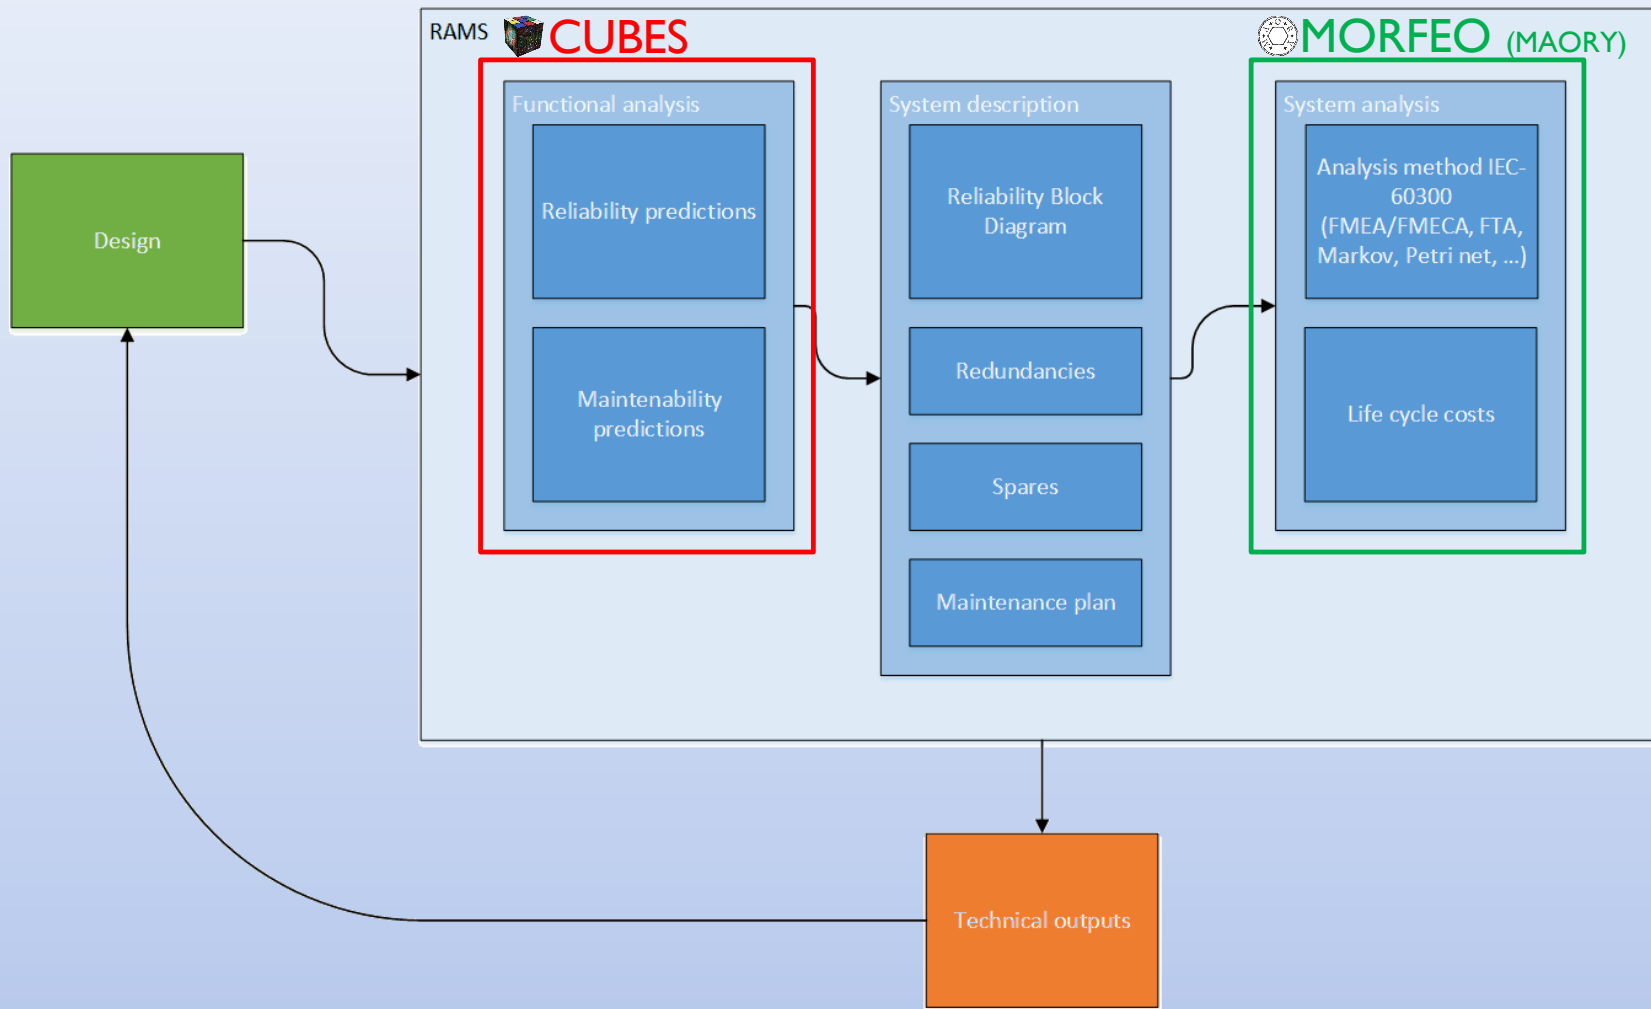 RAMS
CUBES
MORFEO (MAORY)
Functional analysis
Reliability predictions
Maintenability
predictions
System description
Reliability Block
Diagram
Redundancies
Spares
Maintenance plan
System analysis
Analysis method IEC-
60300
(FMEA/FMECA, FTA,
Markov, Petri net, ...)
Life cycle costs
Design
Technical outputs